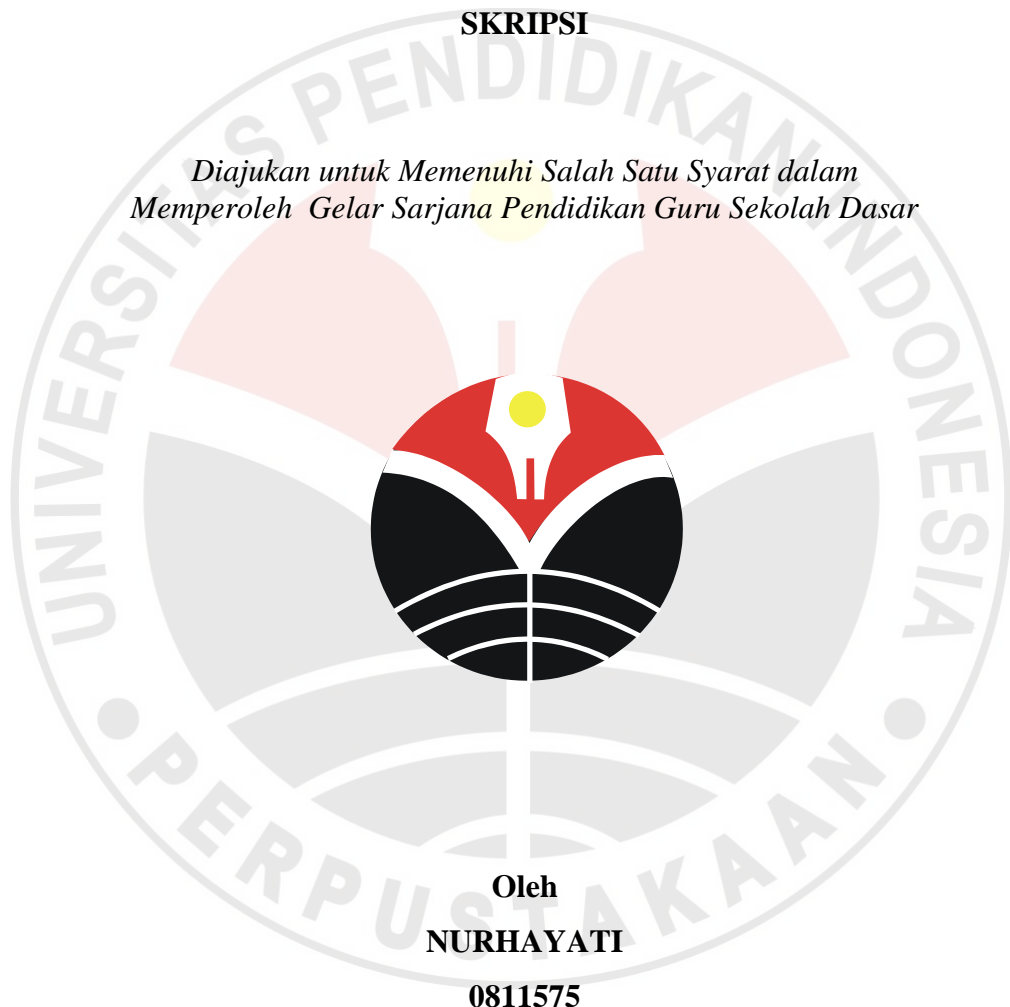 SKRIPSI
Diajukan untuk Memenuhi Salah Satu Syarat dalam
Memperoleh Gelar Sarjana Pendidikan Guru Sekolah Dasar
UNIVERSITAS PENDIDIKAN INDONESIA
PERPUSTAKAAN
Oleh
NURHAYATI
0811575